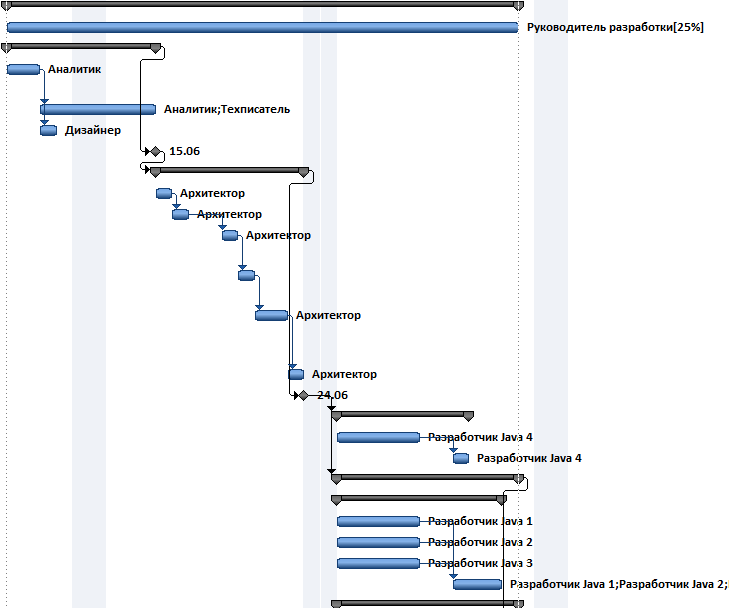 Руководитель разработки[25%]
Аналитик
Аналитик;Техписатель
Дизайнер
15.06
Архитектор
Архитектор
Архитектор
Архитектор
Архитектор
24.06
Разработчик Java 4
Разработчик Java 4
Разработчик Java 1
Разработчик Java 2
Разработчик Java 3
Разработчик Java 1;Разработчик Java 2;